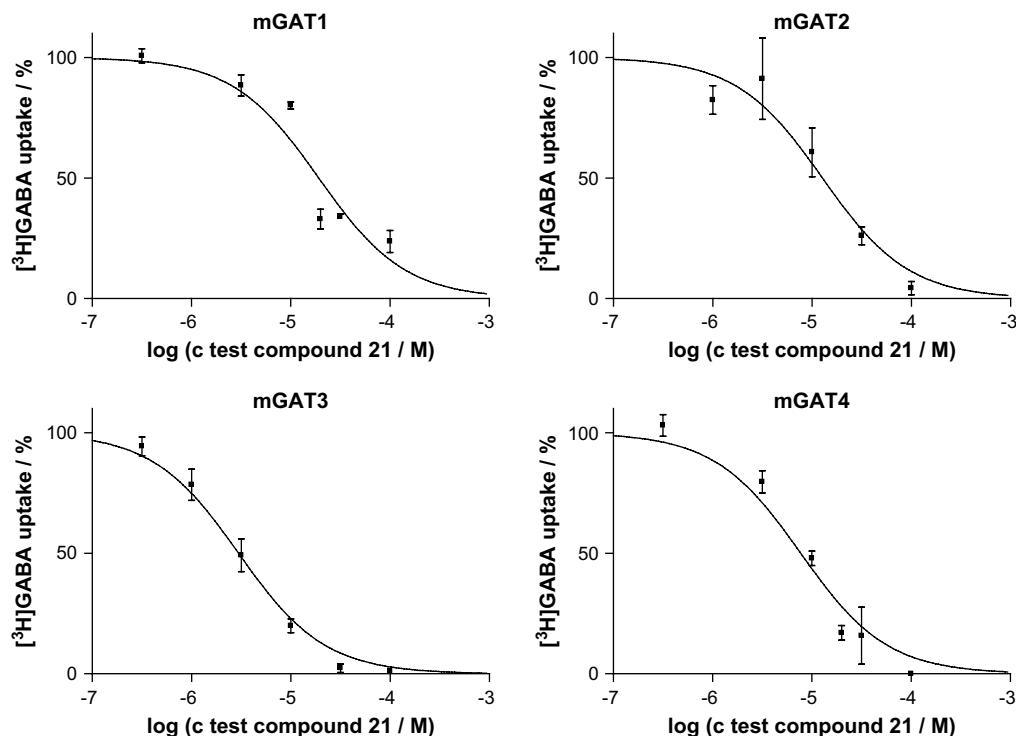 mGAT1
[³H]GABA uptake / %
100
50
0
-7 -6 -5 -4 -3
log (c test compound 21 / M)
mGAT2
[³H]GABA uptake / %
100
50
0
-7 -6 -5 -4 -3
log (c test compound 21 / M)
mGAT3
[³H]GABA uptake / %
100
50
0
-7 -6 -5 -4 -3
log (c test compound 21 / M)
mGAT4
[³H]GABA uptake / %
100
50
0
-7 -6 -5 -4 -3
log (c test compound 21 / M)